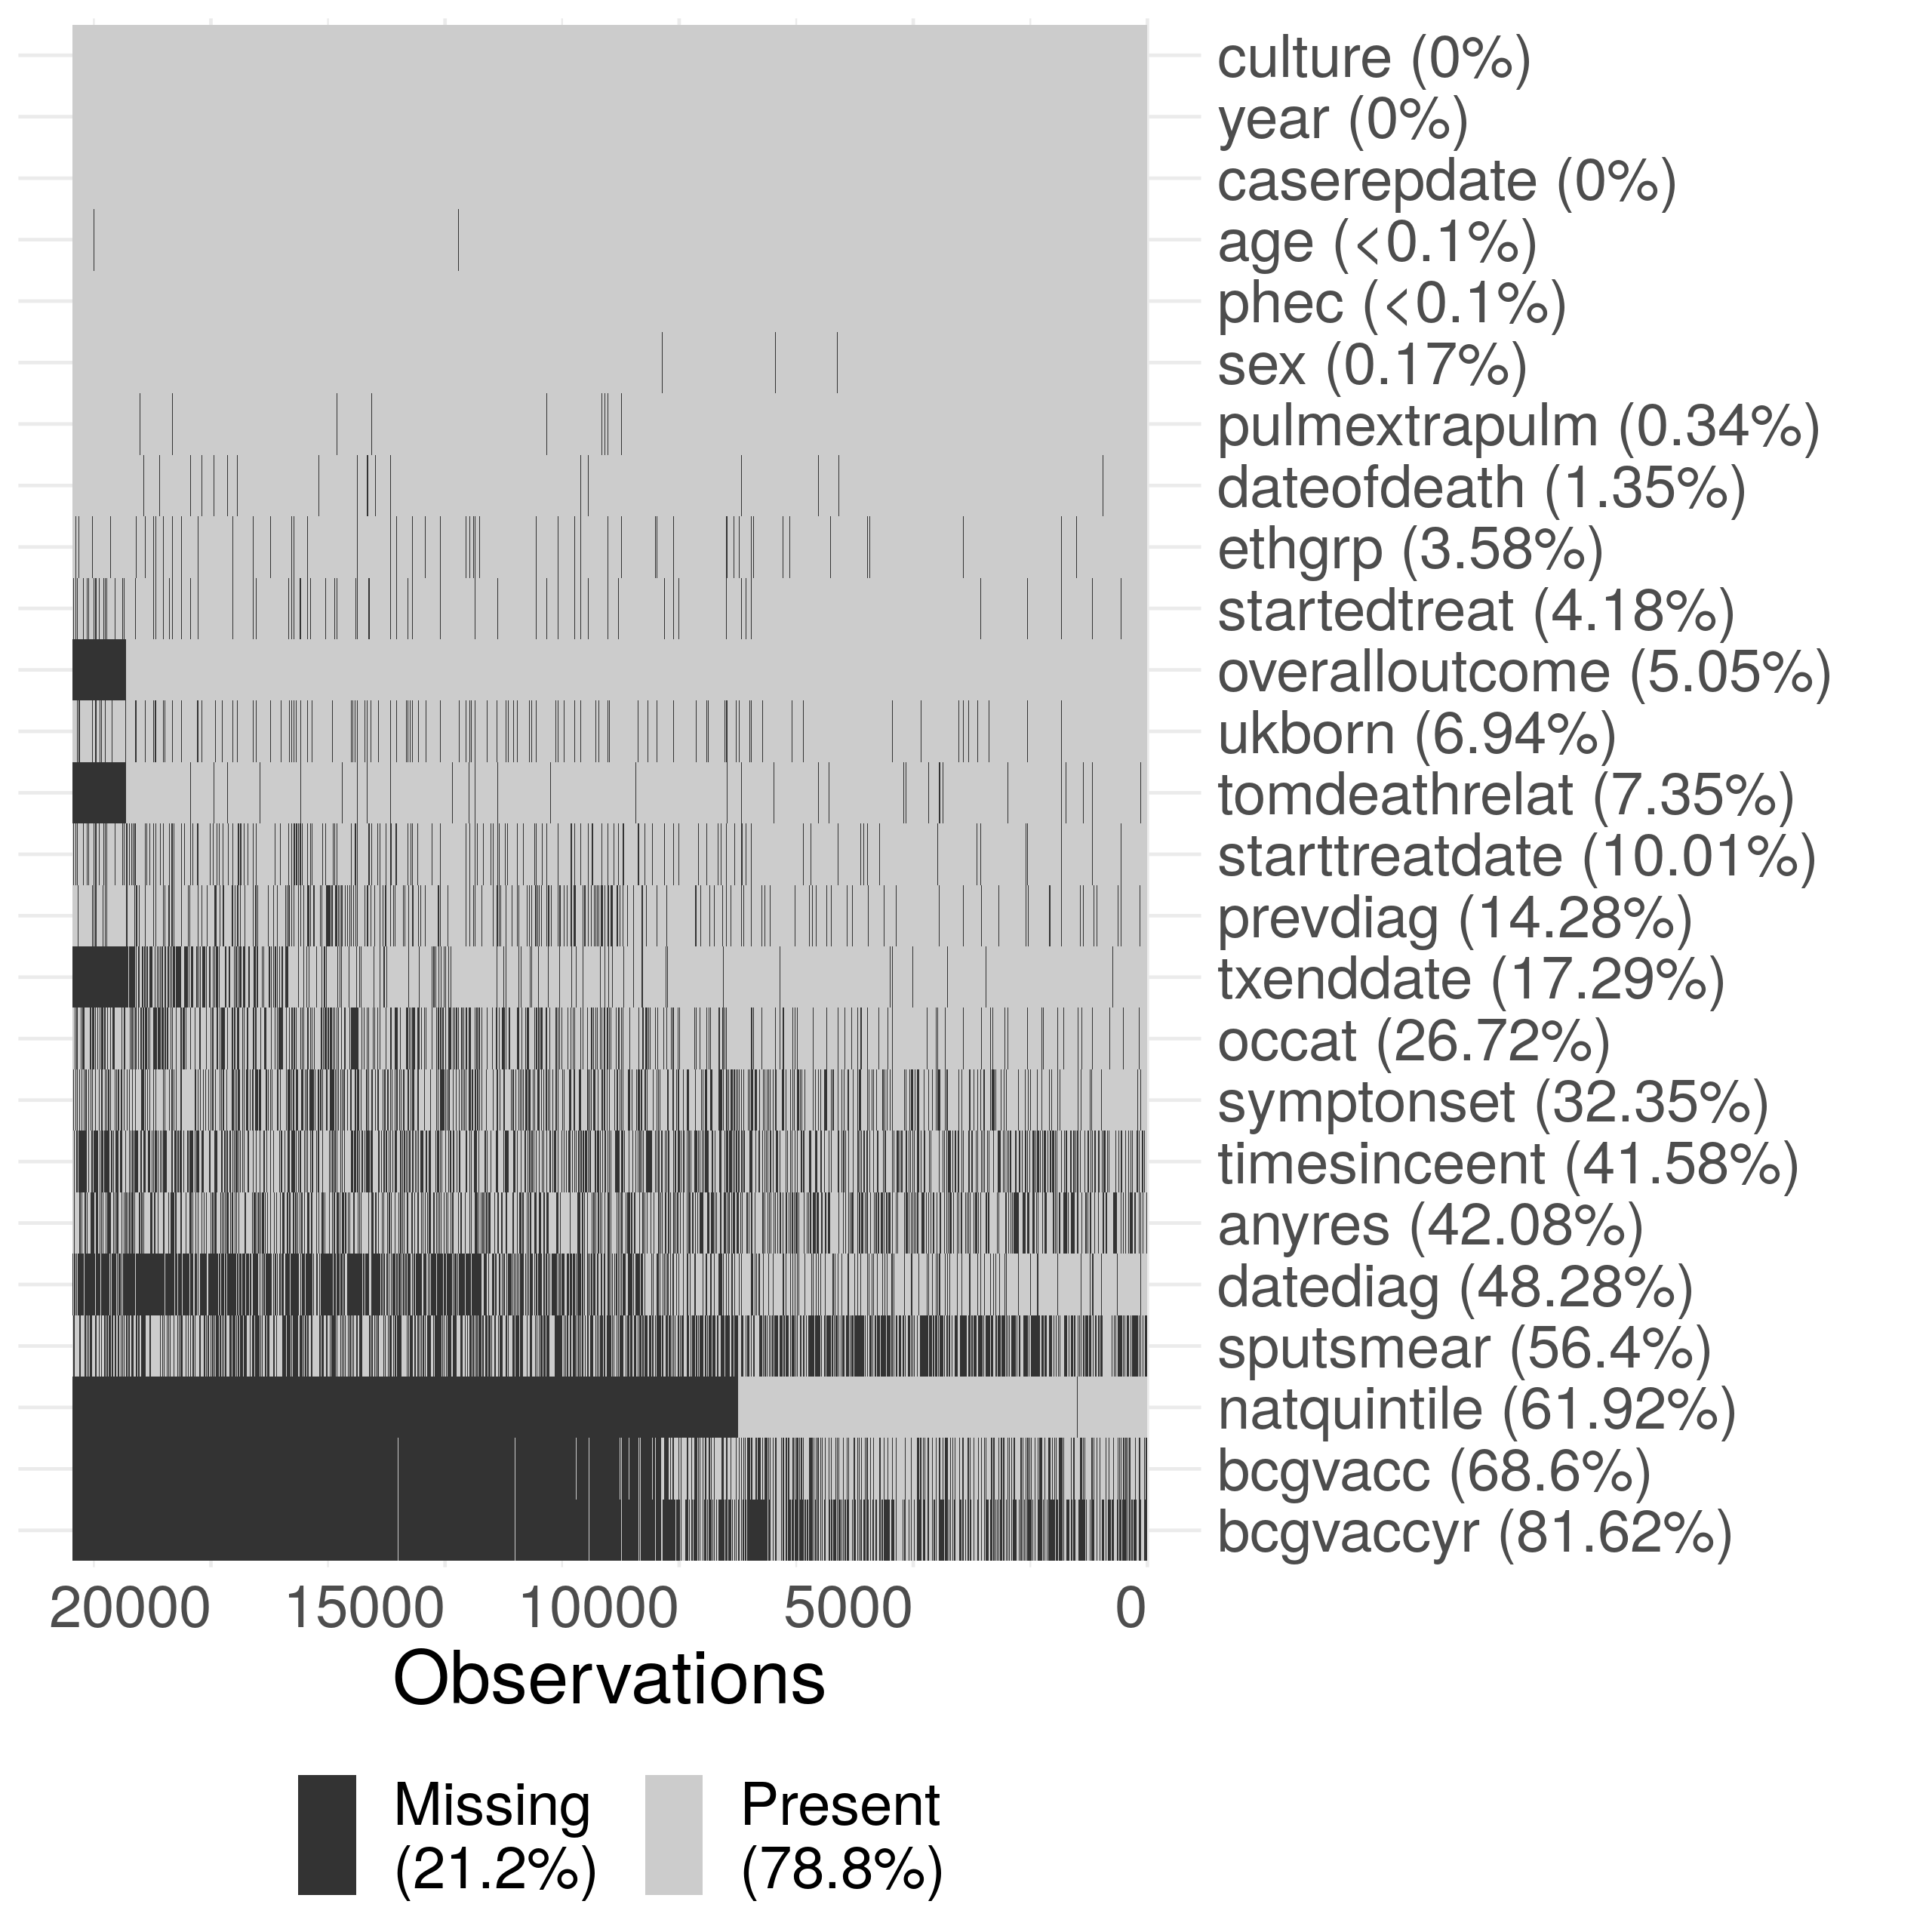 culture (0%)
year (0%)
caserepdate (0%)
age (<0.1%)
phec (<0.1%)
sex (0.17%)
pulmextrapulm (0.34%)
dateofdeath (1.35%)
ethgrp (3.58%)
startedtreat (4.18%)
overalloutcome (5.05%)
ukborn (6.94%)
tomdeathrelat (7.35%)
starttreatdate (10.01%)
prevdiag (14.28%)
txenddate (17.29%)
occat (26.72%)
symptonset (32.35%)
timesinceent (41.58%)
anyres (42.08%)
datediag (48.28%)
sputsmear (56.4%)
natquintile (61.92%)
bcgvacc (68.6%)
bcgvaccyr (81.62%)
20000 15000 10000 5000 0
Observations
Missing
(21.2%)
Present
(78.8%)